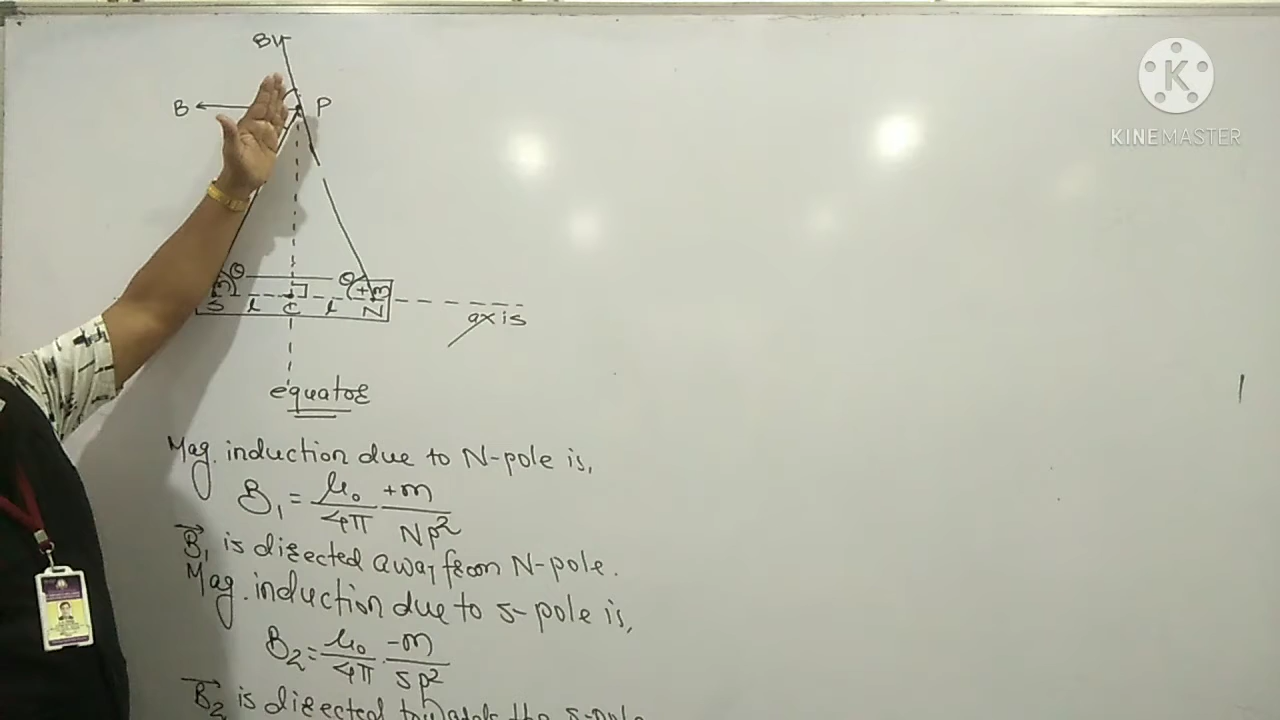 B1
B P
K
KINEMASTER
θ θ
m +m
S l C l N
axis
equator
Mag. induction due to N-pole is,
B₁ = μ₀/4π +m/NP²
B₁ is directed away from N-pole.
Mag. induction due to S-pole is,
B₂ = μ₀/4π · -m/SP²
B₂ is directed towards the S-pole